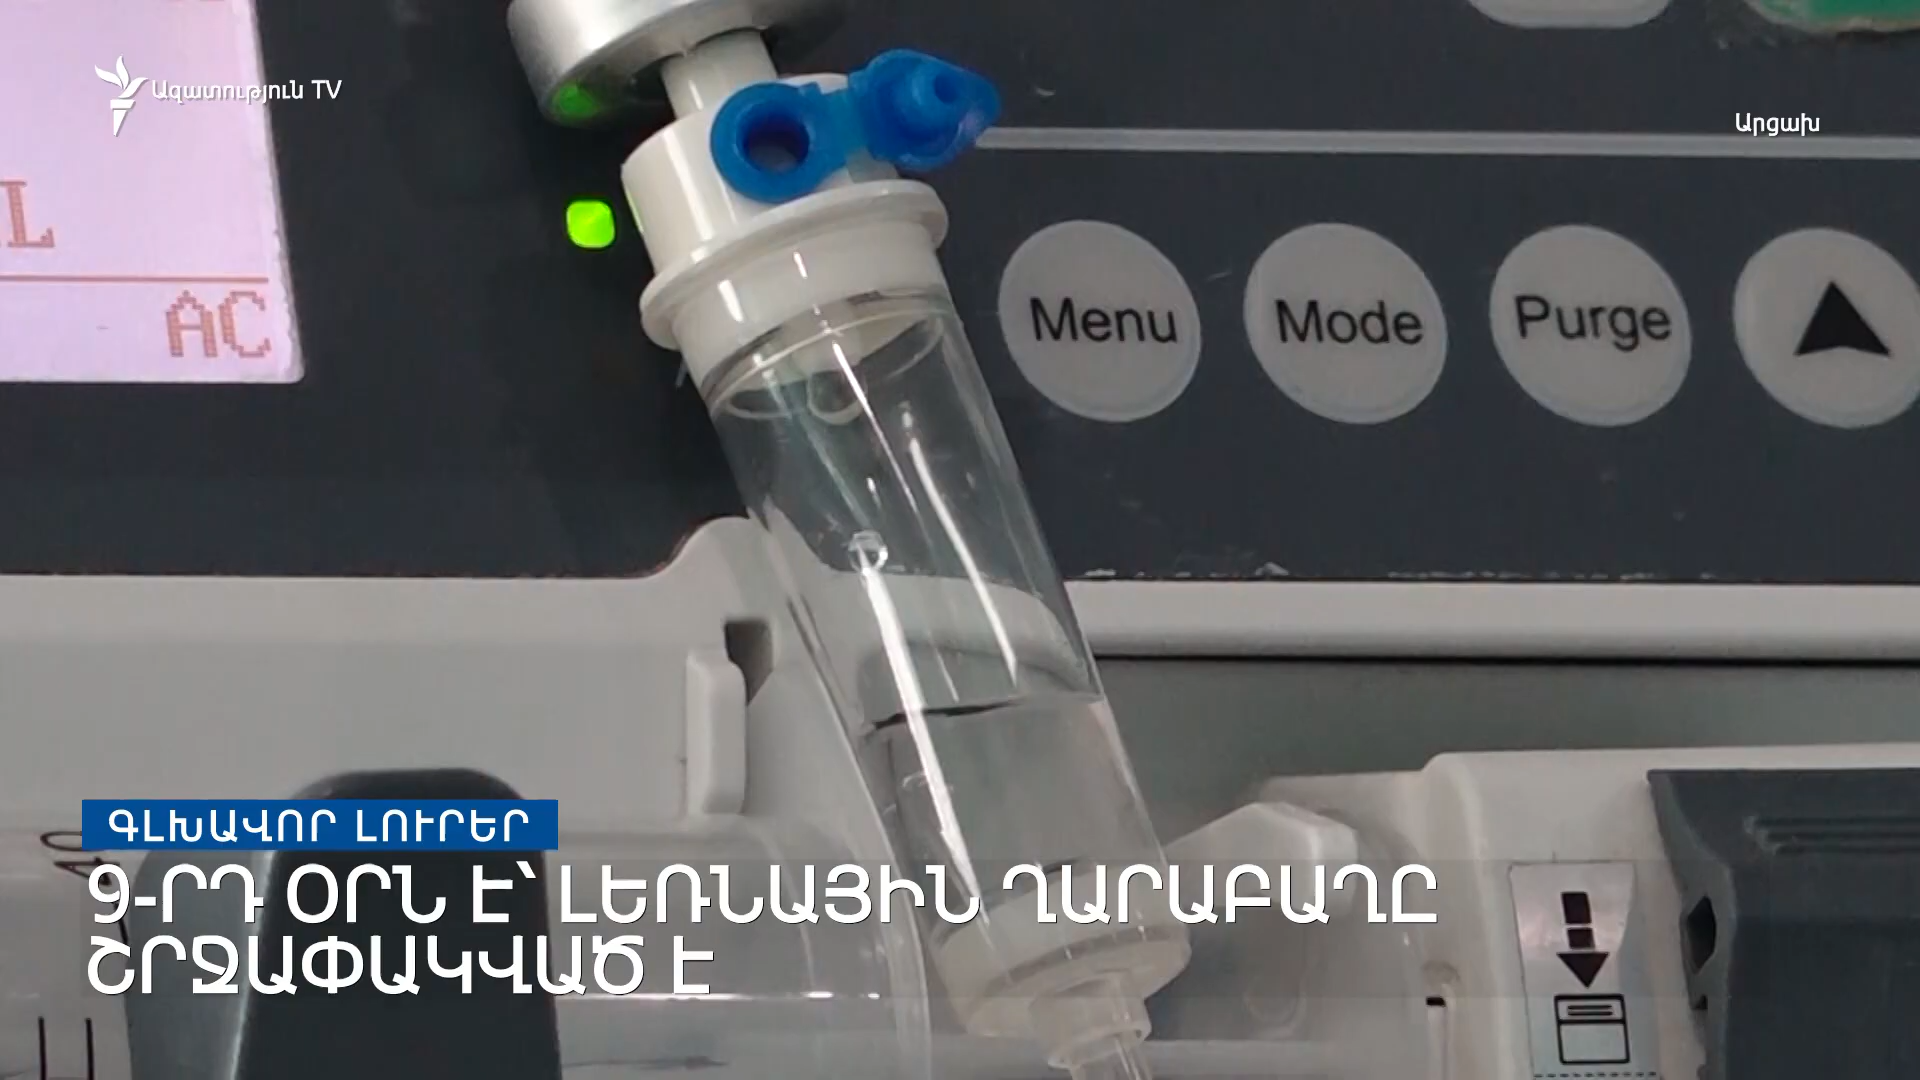 Ազատություն TV
Արցախ
L
AC
Menu
Mode
Purge
ԳԼԽԱՎՈՐ ԼՈՒՐԵՐ
9-ՐԴ ՕՐՆ Է՝ ԼԵՌՆԱՅԻՆ ՂԱՐԱԲԱՂԸ
ՇՐՋԱՓԱԿՎԱԾ Է